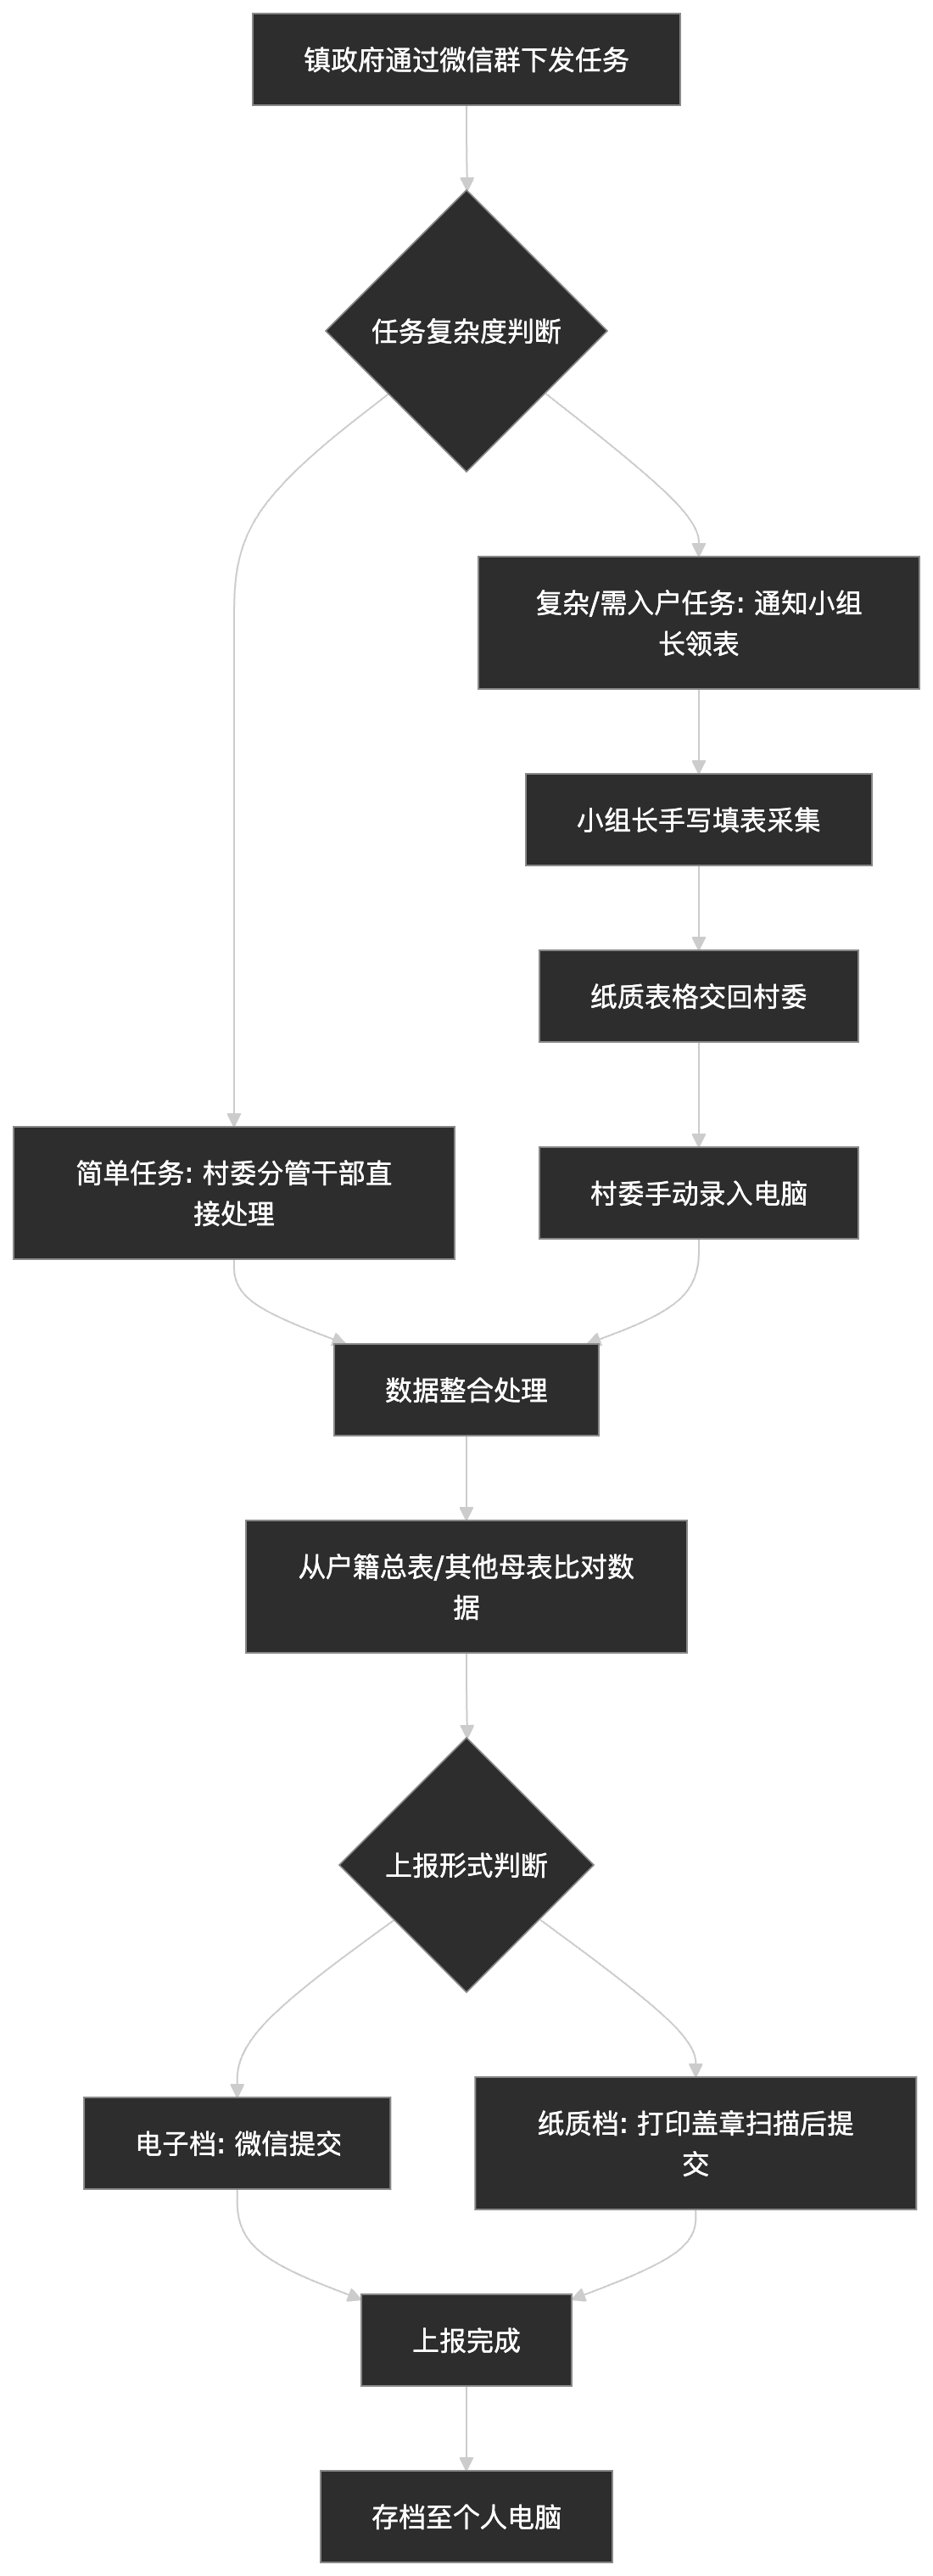 镇政府通过微信群下发任务
任务复杂度判断
复杂/需入户任务: 通知小组
长领表
小组长手写填表采集
纸质表格交回村委
简单任务: 村委分管干部直
接处理
村委手动录入电脑
数据整合处理
从户籍总表/其他母表比对数
据
上报形式判断
电子档: 微信提交
纸质档: 打印盖章扫描后提
交
上报完成
存档至个人电脑